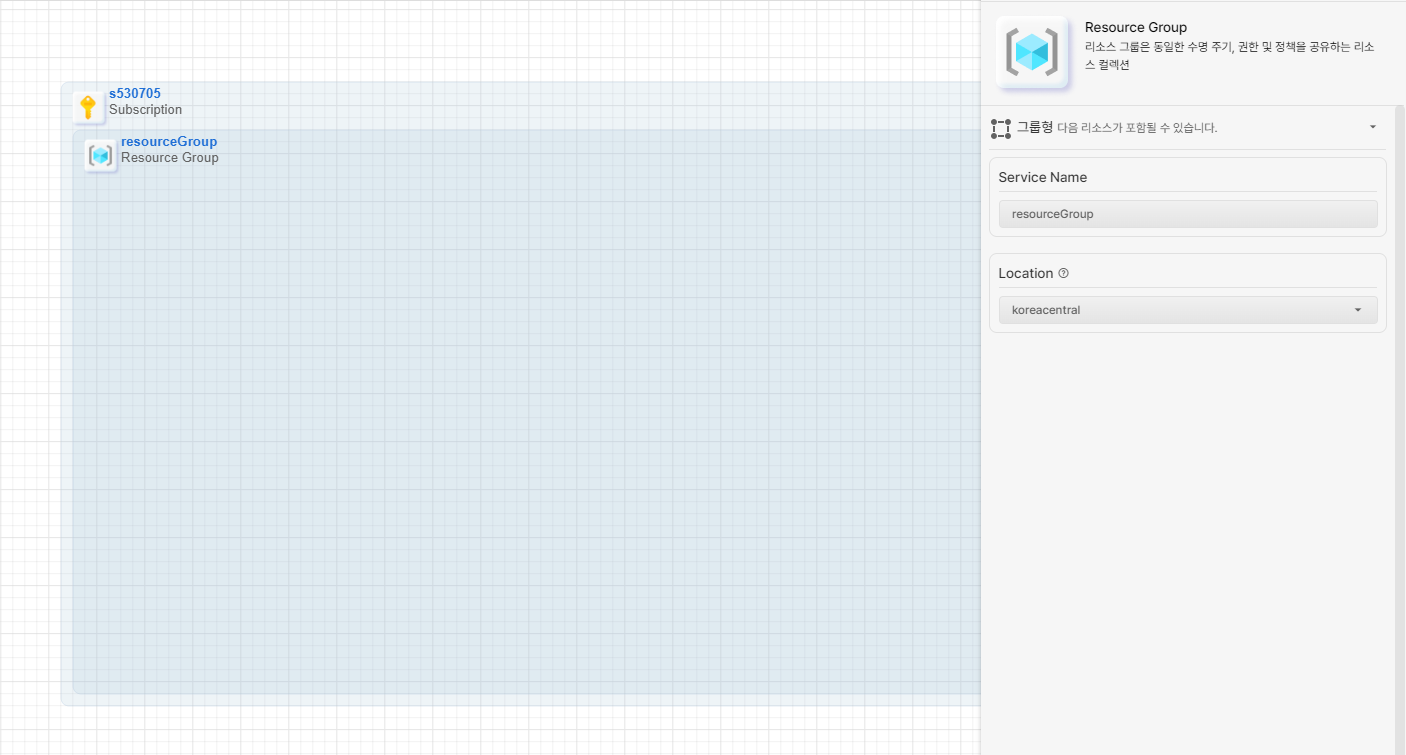 s530705
Subscription
resourceGroup
Resource Group
Resource Group
리소스 그룹은 동일한 수명 주기, 권한 및 정책을 공유하는 리소
스 컬렉션
그룹형 다음 리소스가 포함될 수 있습니다.
Service Name
resourceGroup
Location
koreacentral